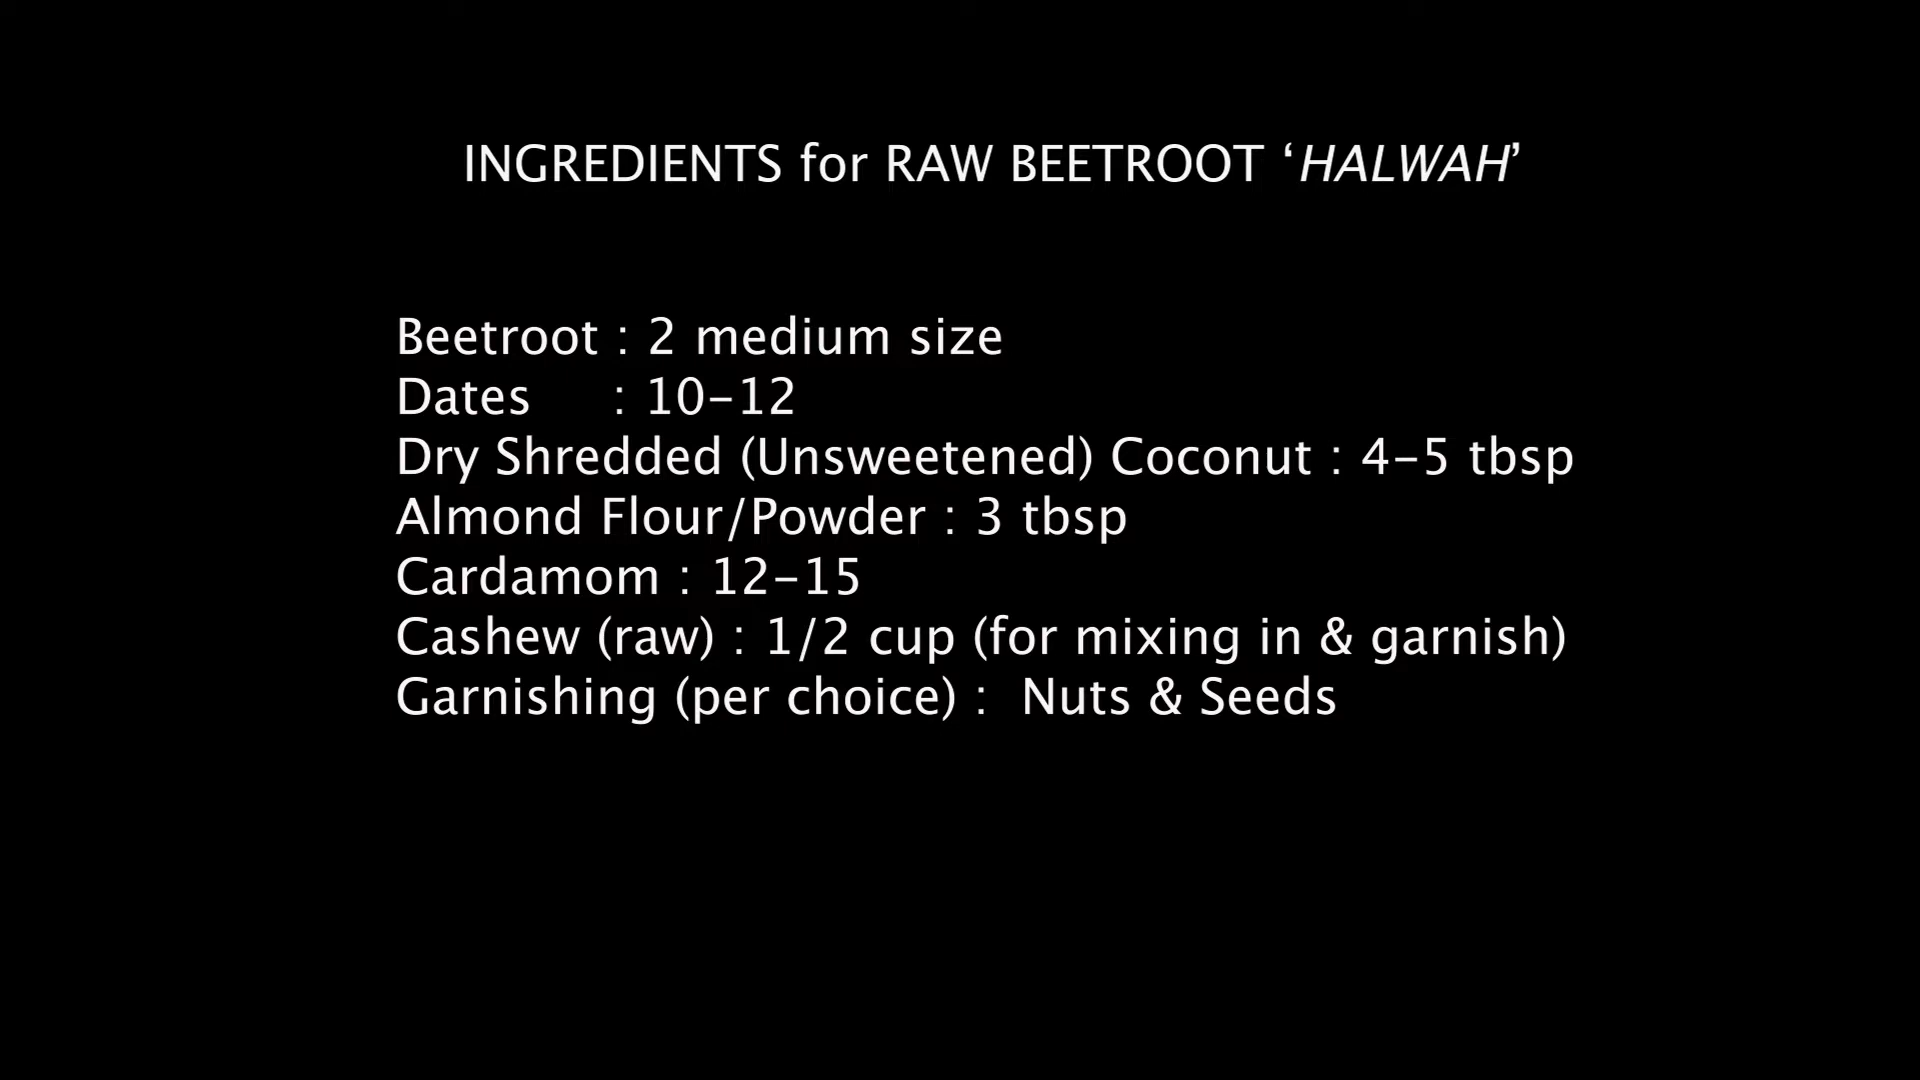 INGREDIENTS for RAW BEETROOT ‘HALWAH’
Beetroot : 2 medium size
Dates : 10-12
Dry Shredded (Unsweetened) Coconut : 4-5 tbsp
Almond Flour/Powder : 3 tbsp
Cardamom : 12-15
Cashew (raw) : 1/2 cup (for mixing in & garnish)
Garnishing (per choice) : Nuts & Seeds